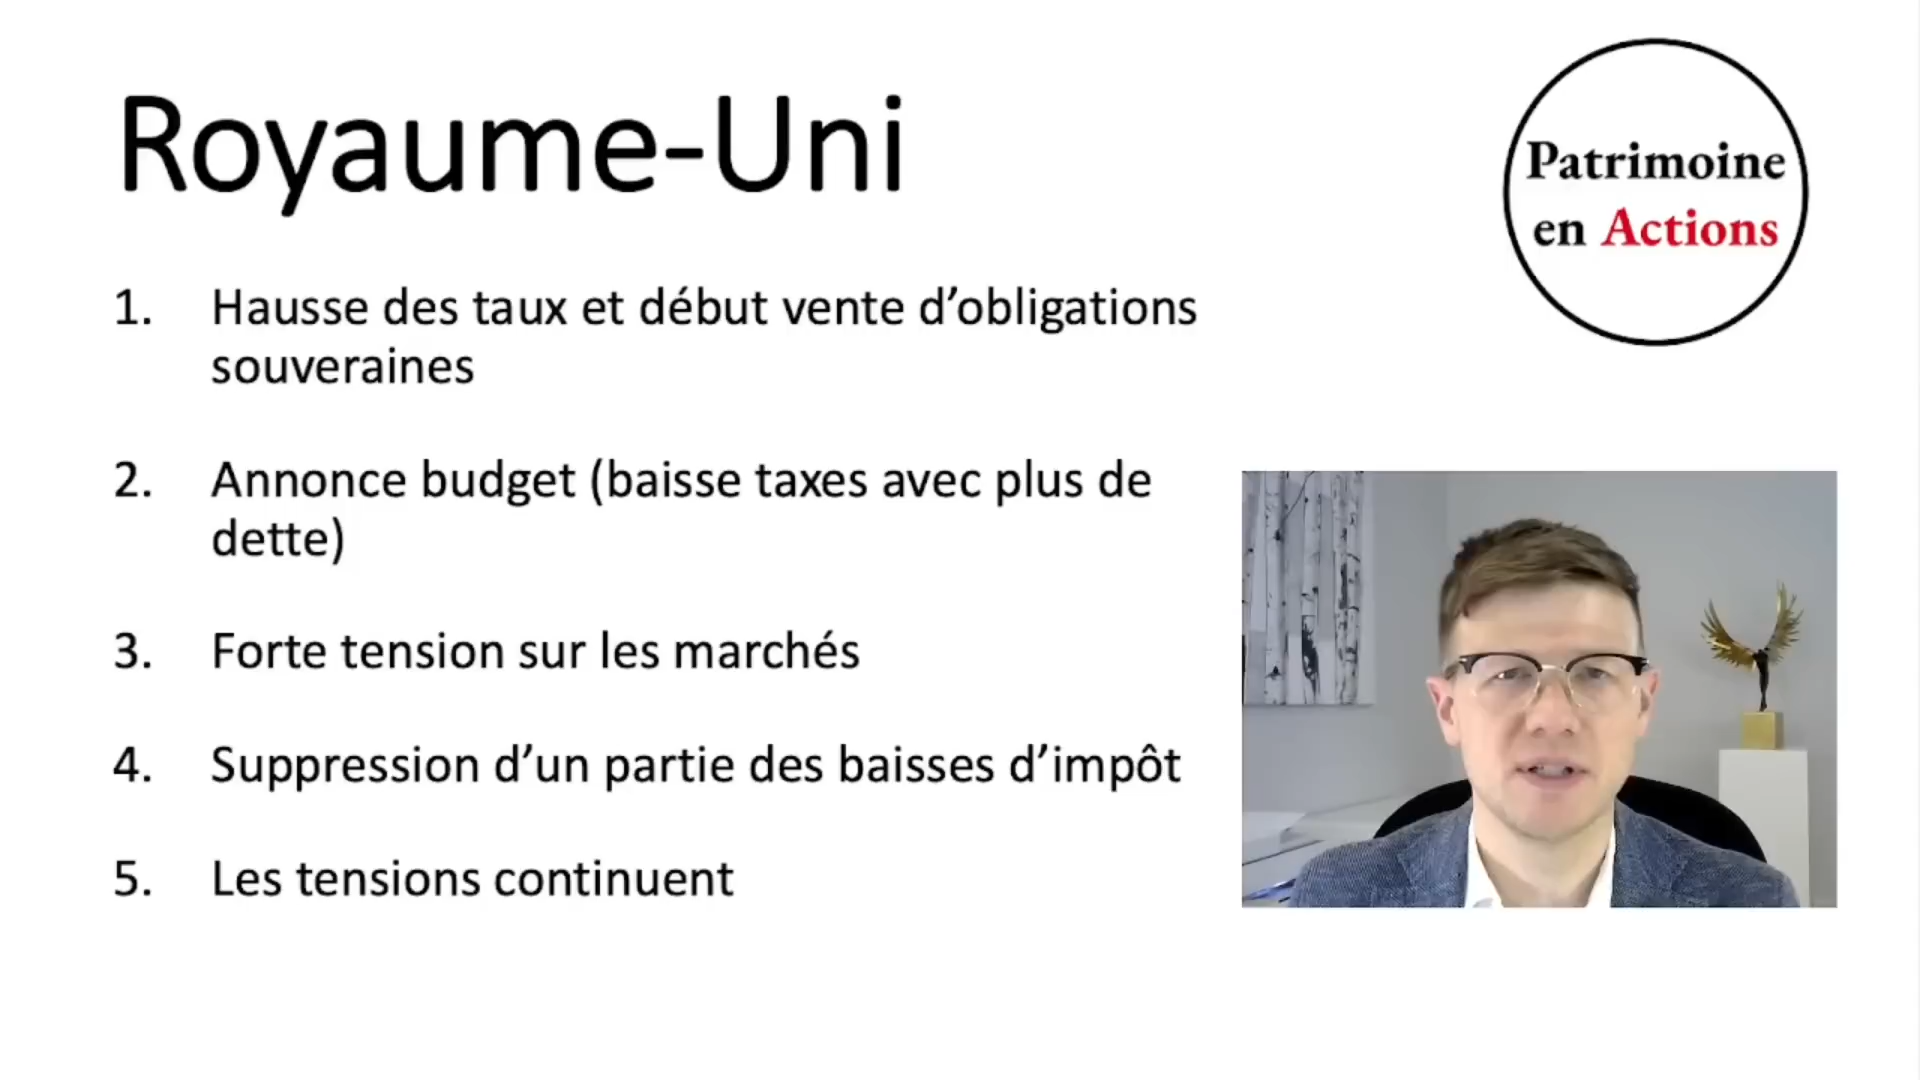 Royaume-Uni
Patrimoine
en Actions
1. Hausse des taux et début vente d’obligations
souveraines
2. Annonce budget (baisse taxes avec plus de
dette)
3. Forte tension sur les marchés
4. Suppression d’un partie des baisses d’impôt
5. Les tensions continuent